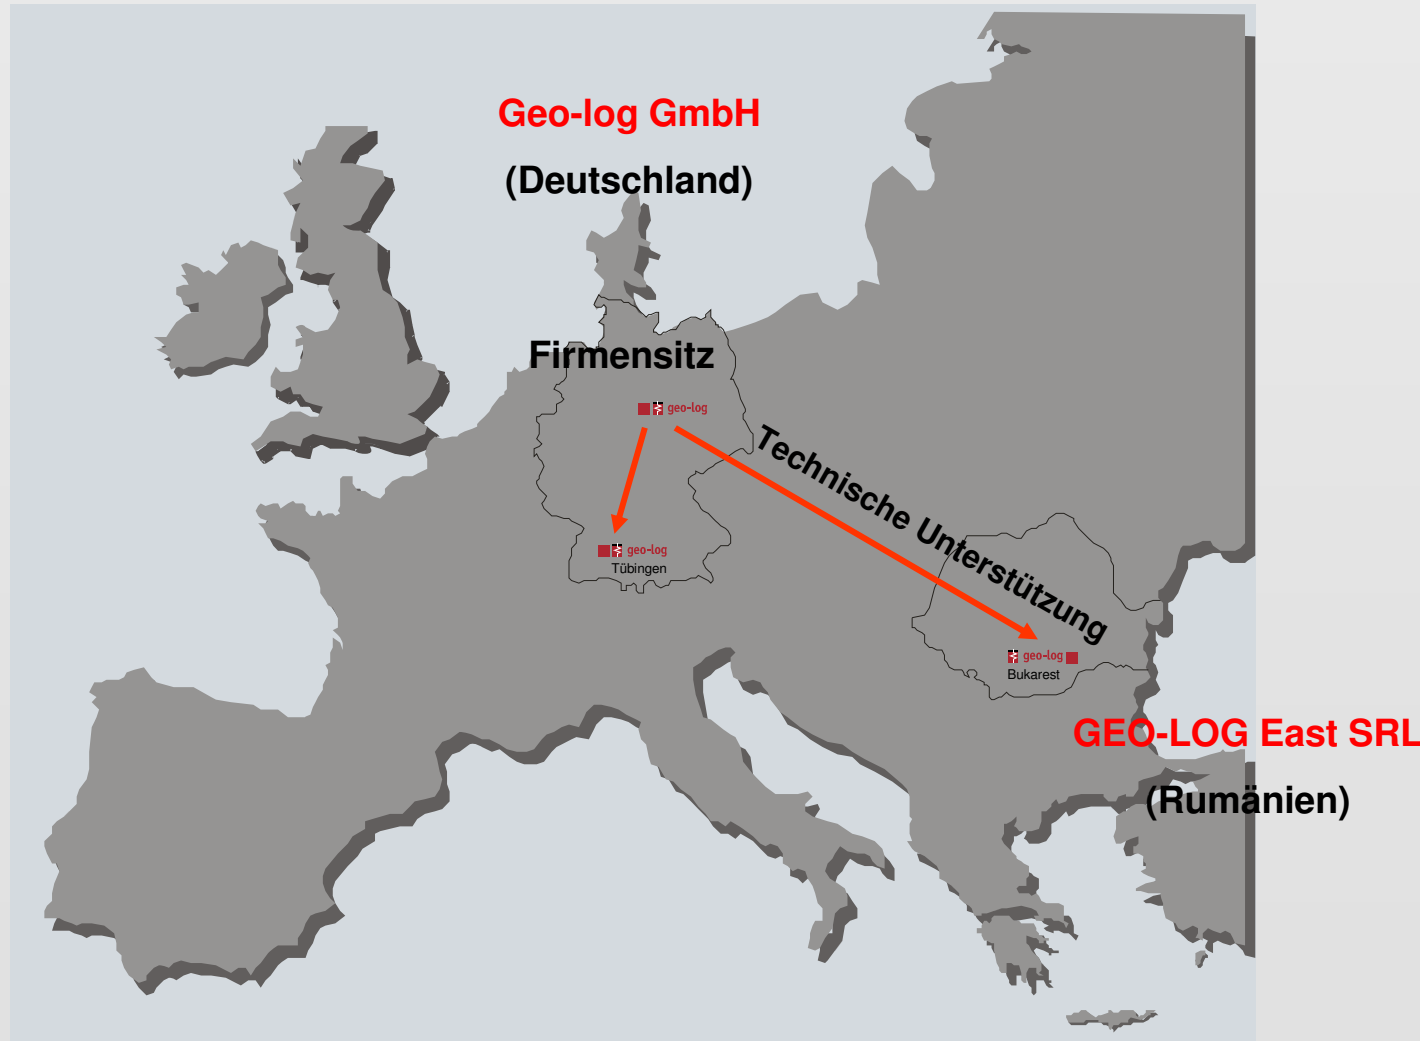 Geo-log GmbH
(Deutschland)
Firmensitz
geo-log
Technische Unterstützung
geo-log
Tübingen
geo-log
Bukarest
GEO-LOG East SRL
(Rumänien)